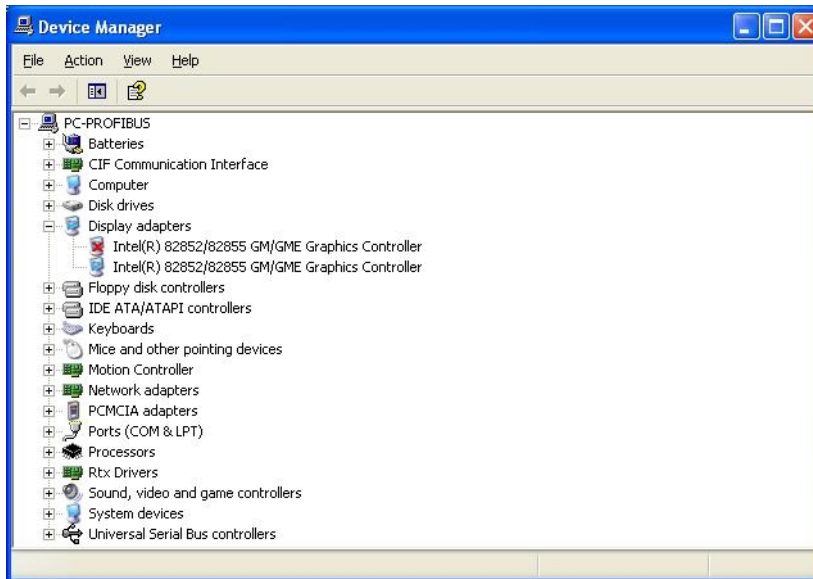 Device Manager
File Action View Help
PC-PROFIBUS
Batteries
CIF Communication Interface
Computer
Disk drives
Display adapters
Intel(R) 82852/82855 GM/GME Graphics Controller
Intel(R) 82852/82855 GM/GME Graphics Controller
Floppy disk controllers
IDE ATA/ATAPI controllers
Keyboards
Mice and other pointing devices
Motion Controller
Network adapters
PCMCIA adapters
Ports (COM & LPT)
Processors
Rtx Drivers
Sound, video and game controllers
System devices
Universal Serial Bus controllers